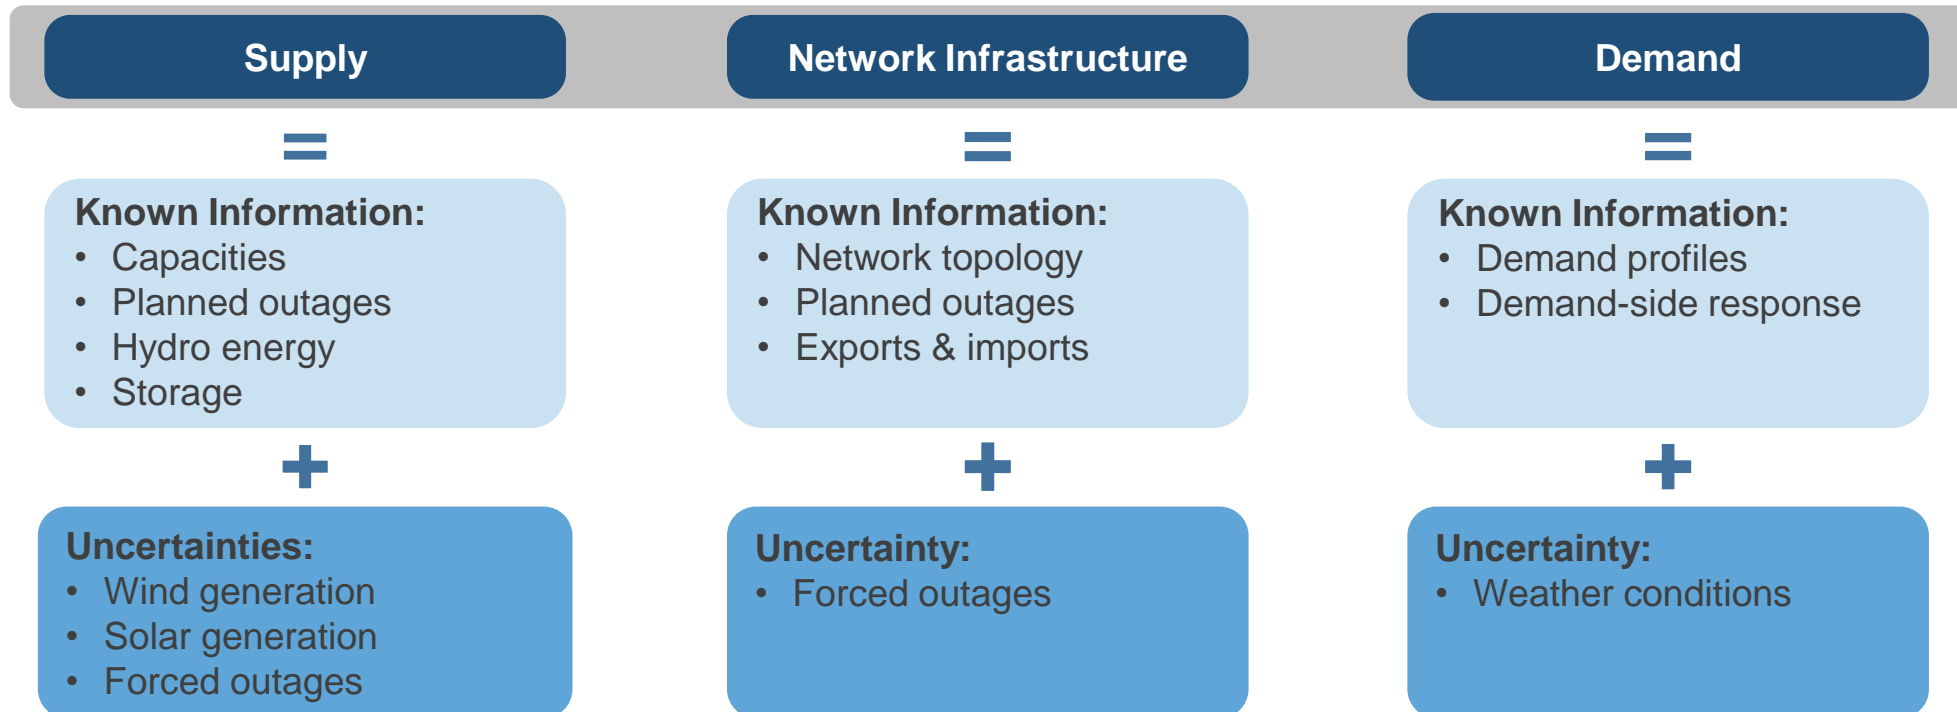 Supply
Network Infrastructure
Demand
=
=
=
Known Information:
• Capacities
• Planned outages
• Hydro energy
• Storage
Known Information:
• Network topology
• Planned outages
• Exports & imports
Known Information:
• Demand profiles
• Demand-side response
+
+
+
Uncertainties:
• Wind generation
• Solar generation
• Forced outages
Uncertainty:
• Forced outages
Uncertainty:
• Weather conditions